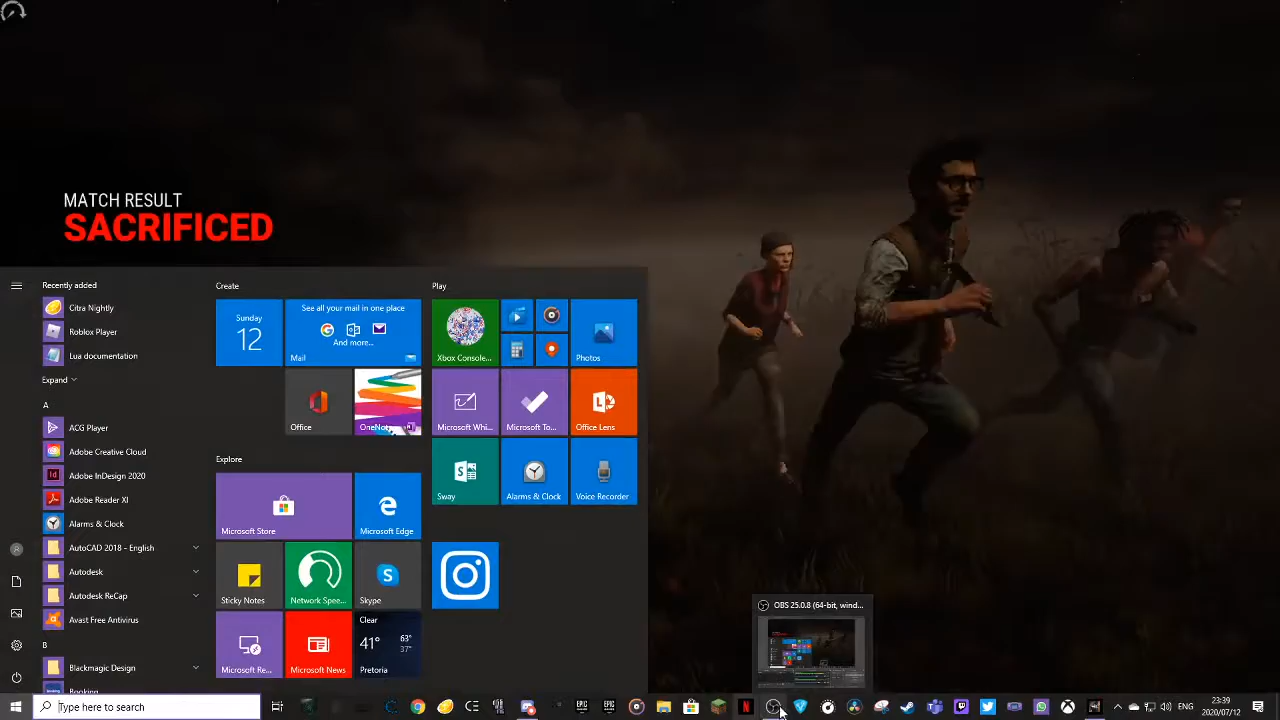 MATCH RESULT
SACRIFICED
Recently added
Citra Nightly
Roblox Player
Lua documentation
Expand
A
ACG Player
Adobe Creative Cloud
Adobe InDesign 2020
Adobe Reader XI
Alarms & Clock
AutoCAD 2018 - English
Autodesk
Autodesk ReCap
Avast Free Antivirus
B
Blackmagic Design
Booking
Create
Sunday
12
See all your mail in one place
And more...
Mail
Office
OneNote
Explore
Microsoft Store
Microsoft Edge
Sticky Notes
Network Spee...
Skype
Microsoft Re...
Microsoft News
Clear
41° 63°
37°
Pretoria
Play
Xbox Console...
Photos
Microsoft Whi...
Microsoft To...
Office Lens
Sway
Alarms & Clock
Voice Recorder
OBS 25.0.8 (64-bit, wind...
Type here to search
ENG
23:39
2020/07/12